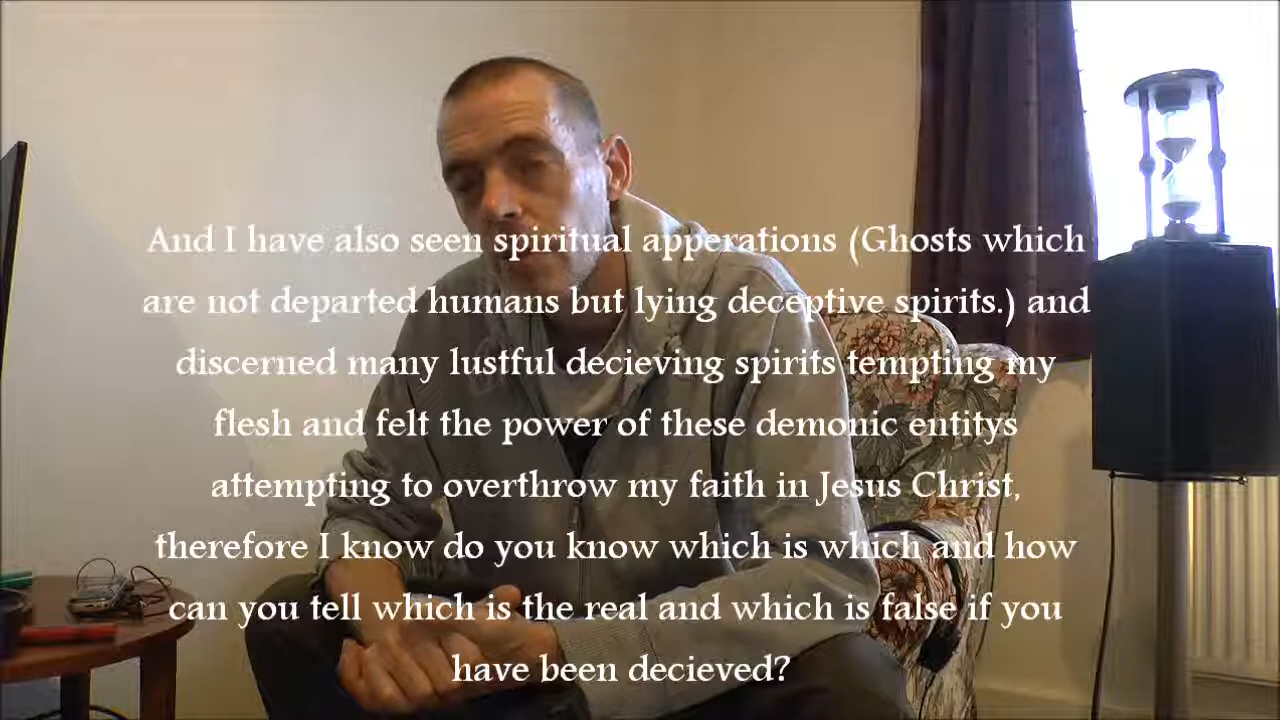 And I have also seen spiritual apperations (Ghosts which
are not departed humans but lying deceptive spirits.) and
discerned many lustful decieving spirits tempting my
flesh and felt the power of these demonic entitys
attempting to overthrow my faith in Jesus Christ,
therefore I know do you know which is which and how
can you tell which is the real and which is false if you
have been decieved?